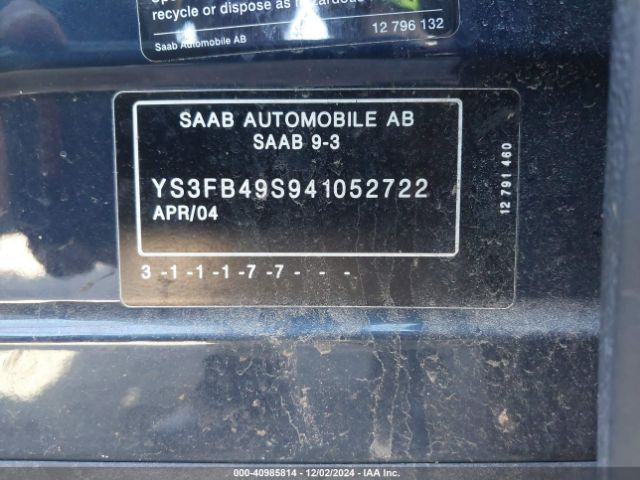 recycle or dispose as hazardous
12 796 132
Saab Automobile AB
SAAB AUTOMOBILE AB
SAAB 9-3
YS3FB49S941052722
APR/04
12 791 460
3 -1 -1 -1 -7 -7 - - -
000-40985814 - 12/02/2024 - IAA Inc.